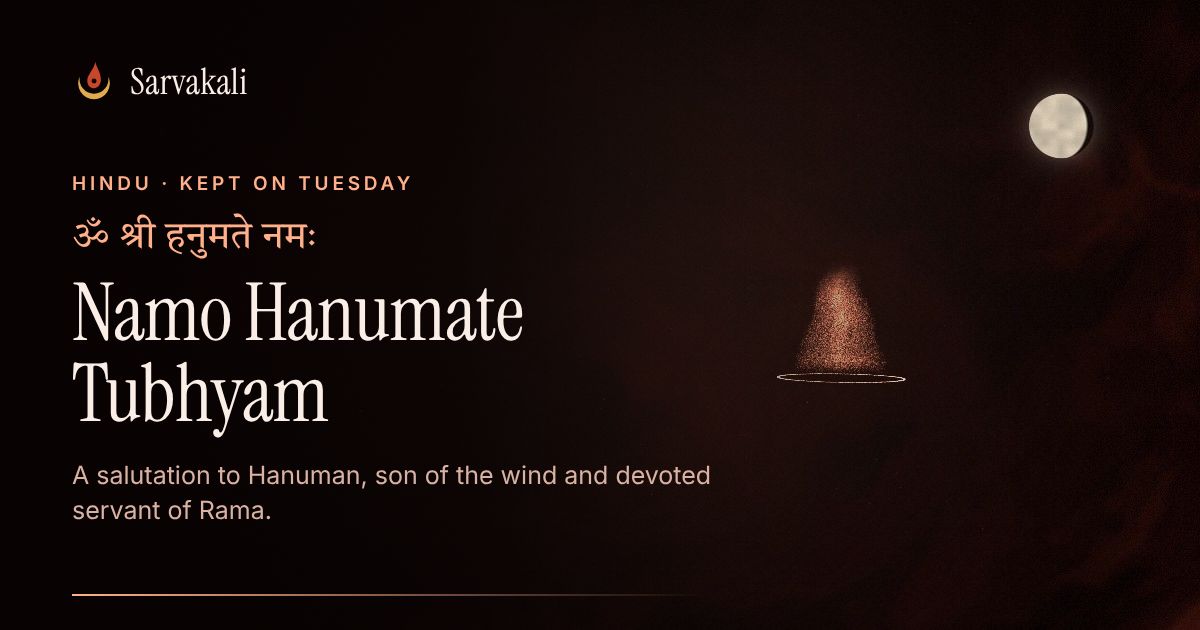 Sarvakali
HINDU · KEPT ON TUESDAY
ॐ श्री हनुमते नमः
Namo Hanumate
Tubhyam
A salutation to Hanuman, son of the wind and devoted
servant of Rama.